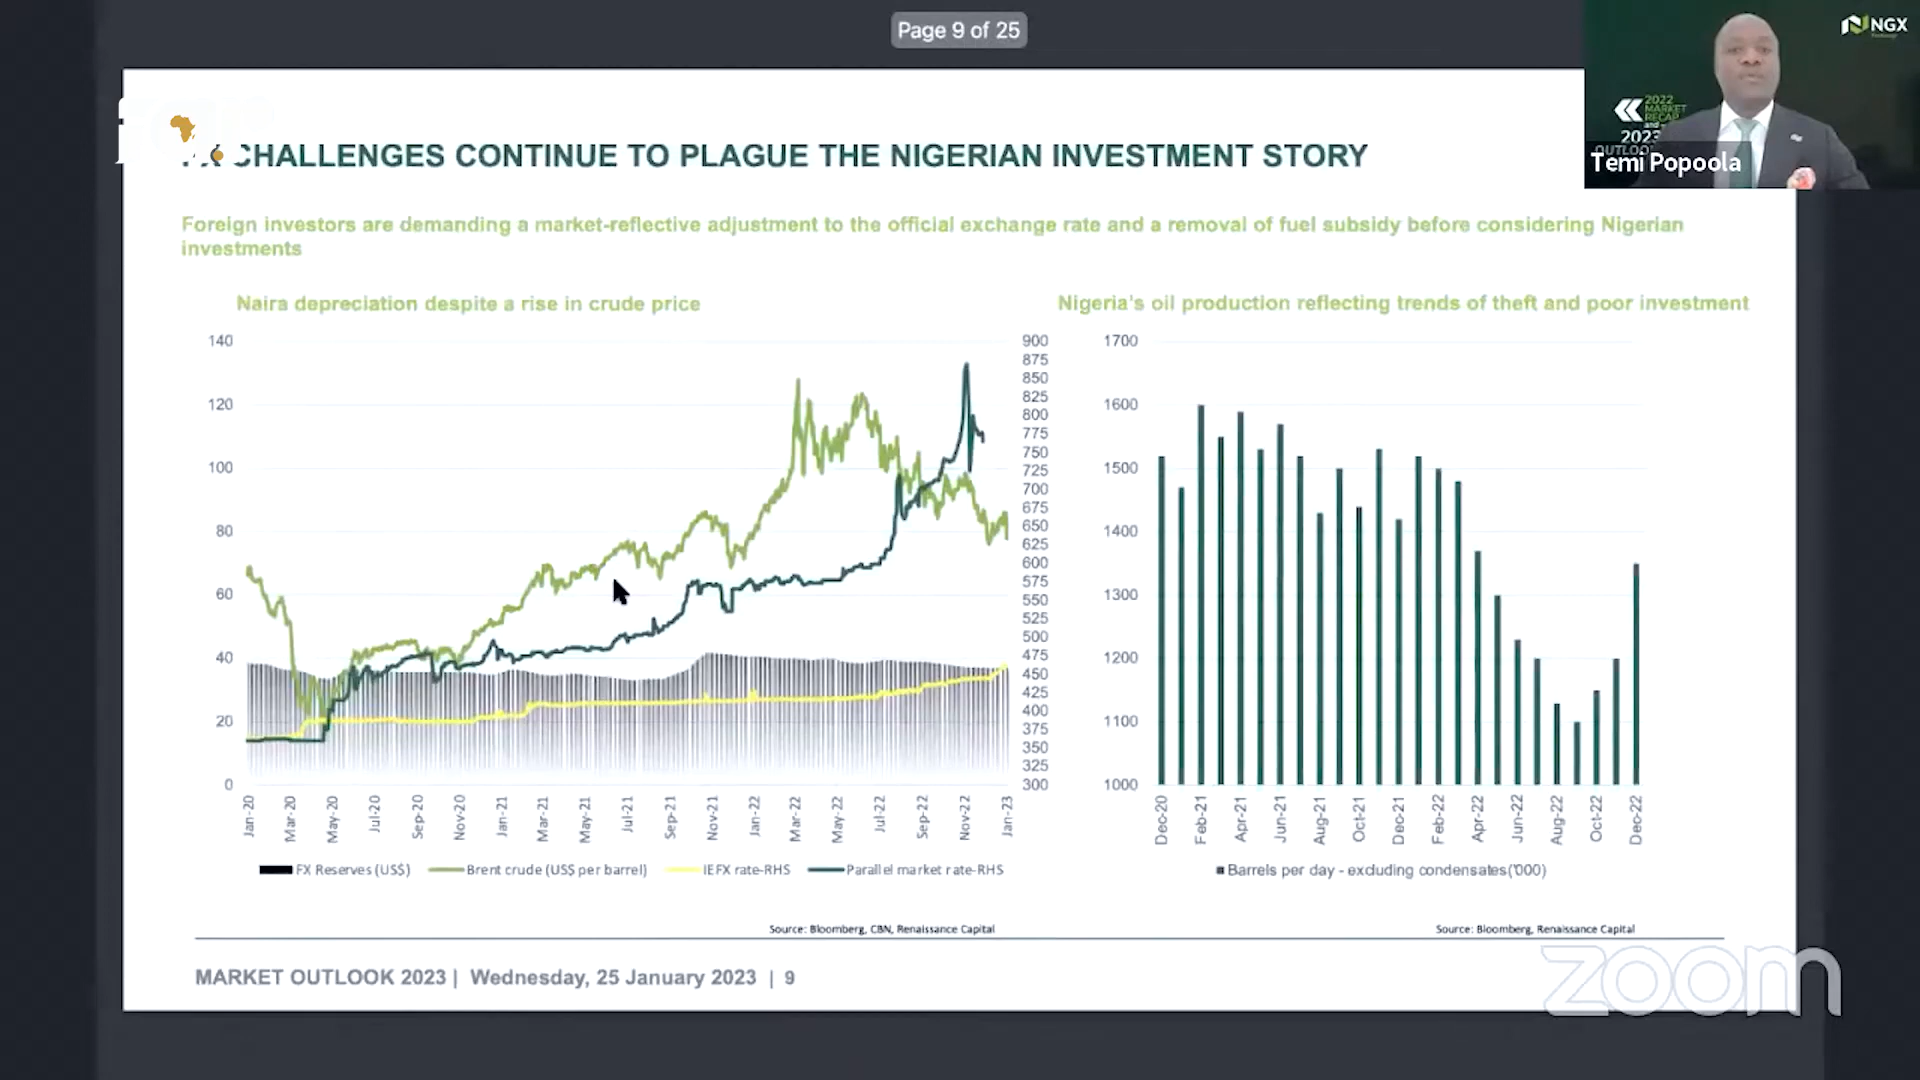 Page 9 of 25
NGX
2022
MARKET
RECAP
and
2023
OUTLOOK
Temi Popoola
FX CHALLENGES CONTINUE TO PLAGUE THE NIGERIAN INVESTMENT STORY
Foreign investors are demanding a market-reflective adjustment to the official exchange rate and a removal of fuel subsidy before considering Nigerian
investments
Naira depreciation despite a rise in crude price
140
120
100
80
60
40
20
0
900
875
850
825
800
775
750
725
700
675
650
625
600
575
550
525
500
475
450
425
400
375
350
325
300
Jan-20
Mar-20
May-20
Jul-20
Sep-20
Nov-20
Jan-21
Mar-21
May-21
Jul-21
Sep-21
Nov-21
Jan-22
Mar-22
May-22
Jul-22
Sep-22
Nov-22
Jan-23
FX Reserves (US$) Brent crude (US$ per barrel) IEFX rate-RHS Parallel market rate-RHS
Source: Bloomberg, CBN, Renaissance Capital
Nigeria's oil production reflecting trends of theft and poor investment
1700
1600
1500
1400
1300
1200
1100
1000
Dec-20
Feb-21
Apr-21
Jun-21
Aug-21
Oct-21
Dec-21
Feb-22
Apr-22
Jun-22
Aug-22
Oct-22
Dec-22
Barrels per day - excluding condensates('000)
Source: Bloomberg, Renaissance Capital
MARKET OUTLOOK 2023 | Wednesday, 25 January 2023 | 9
zoom